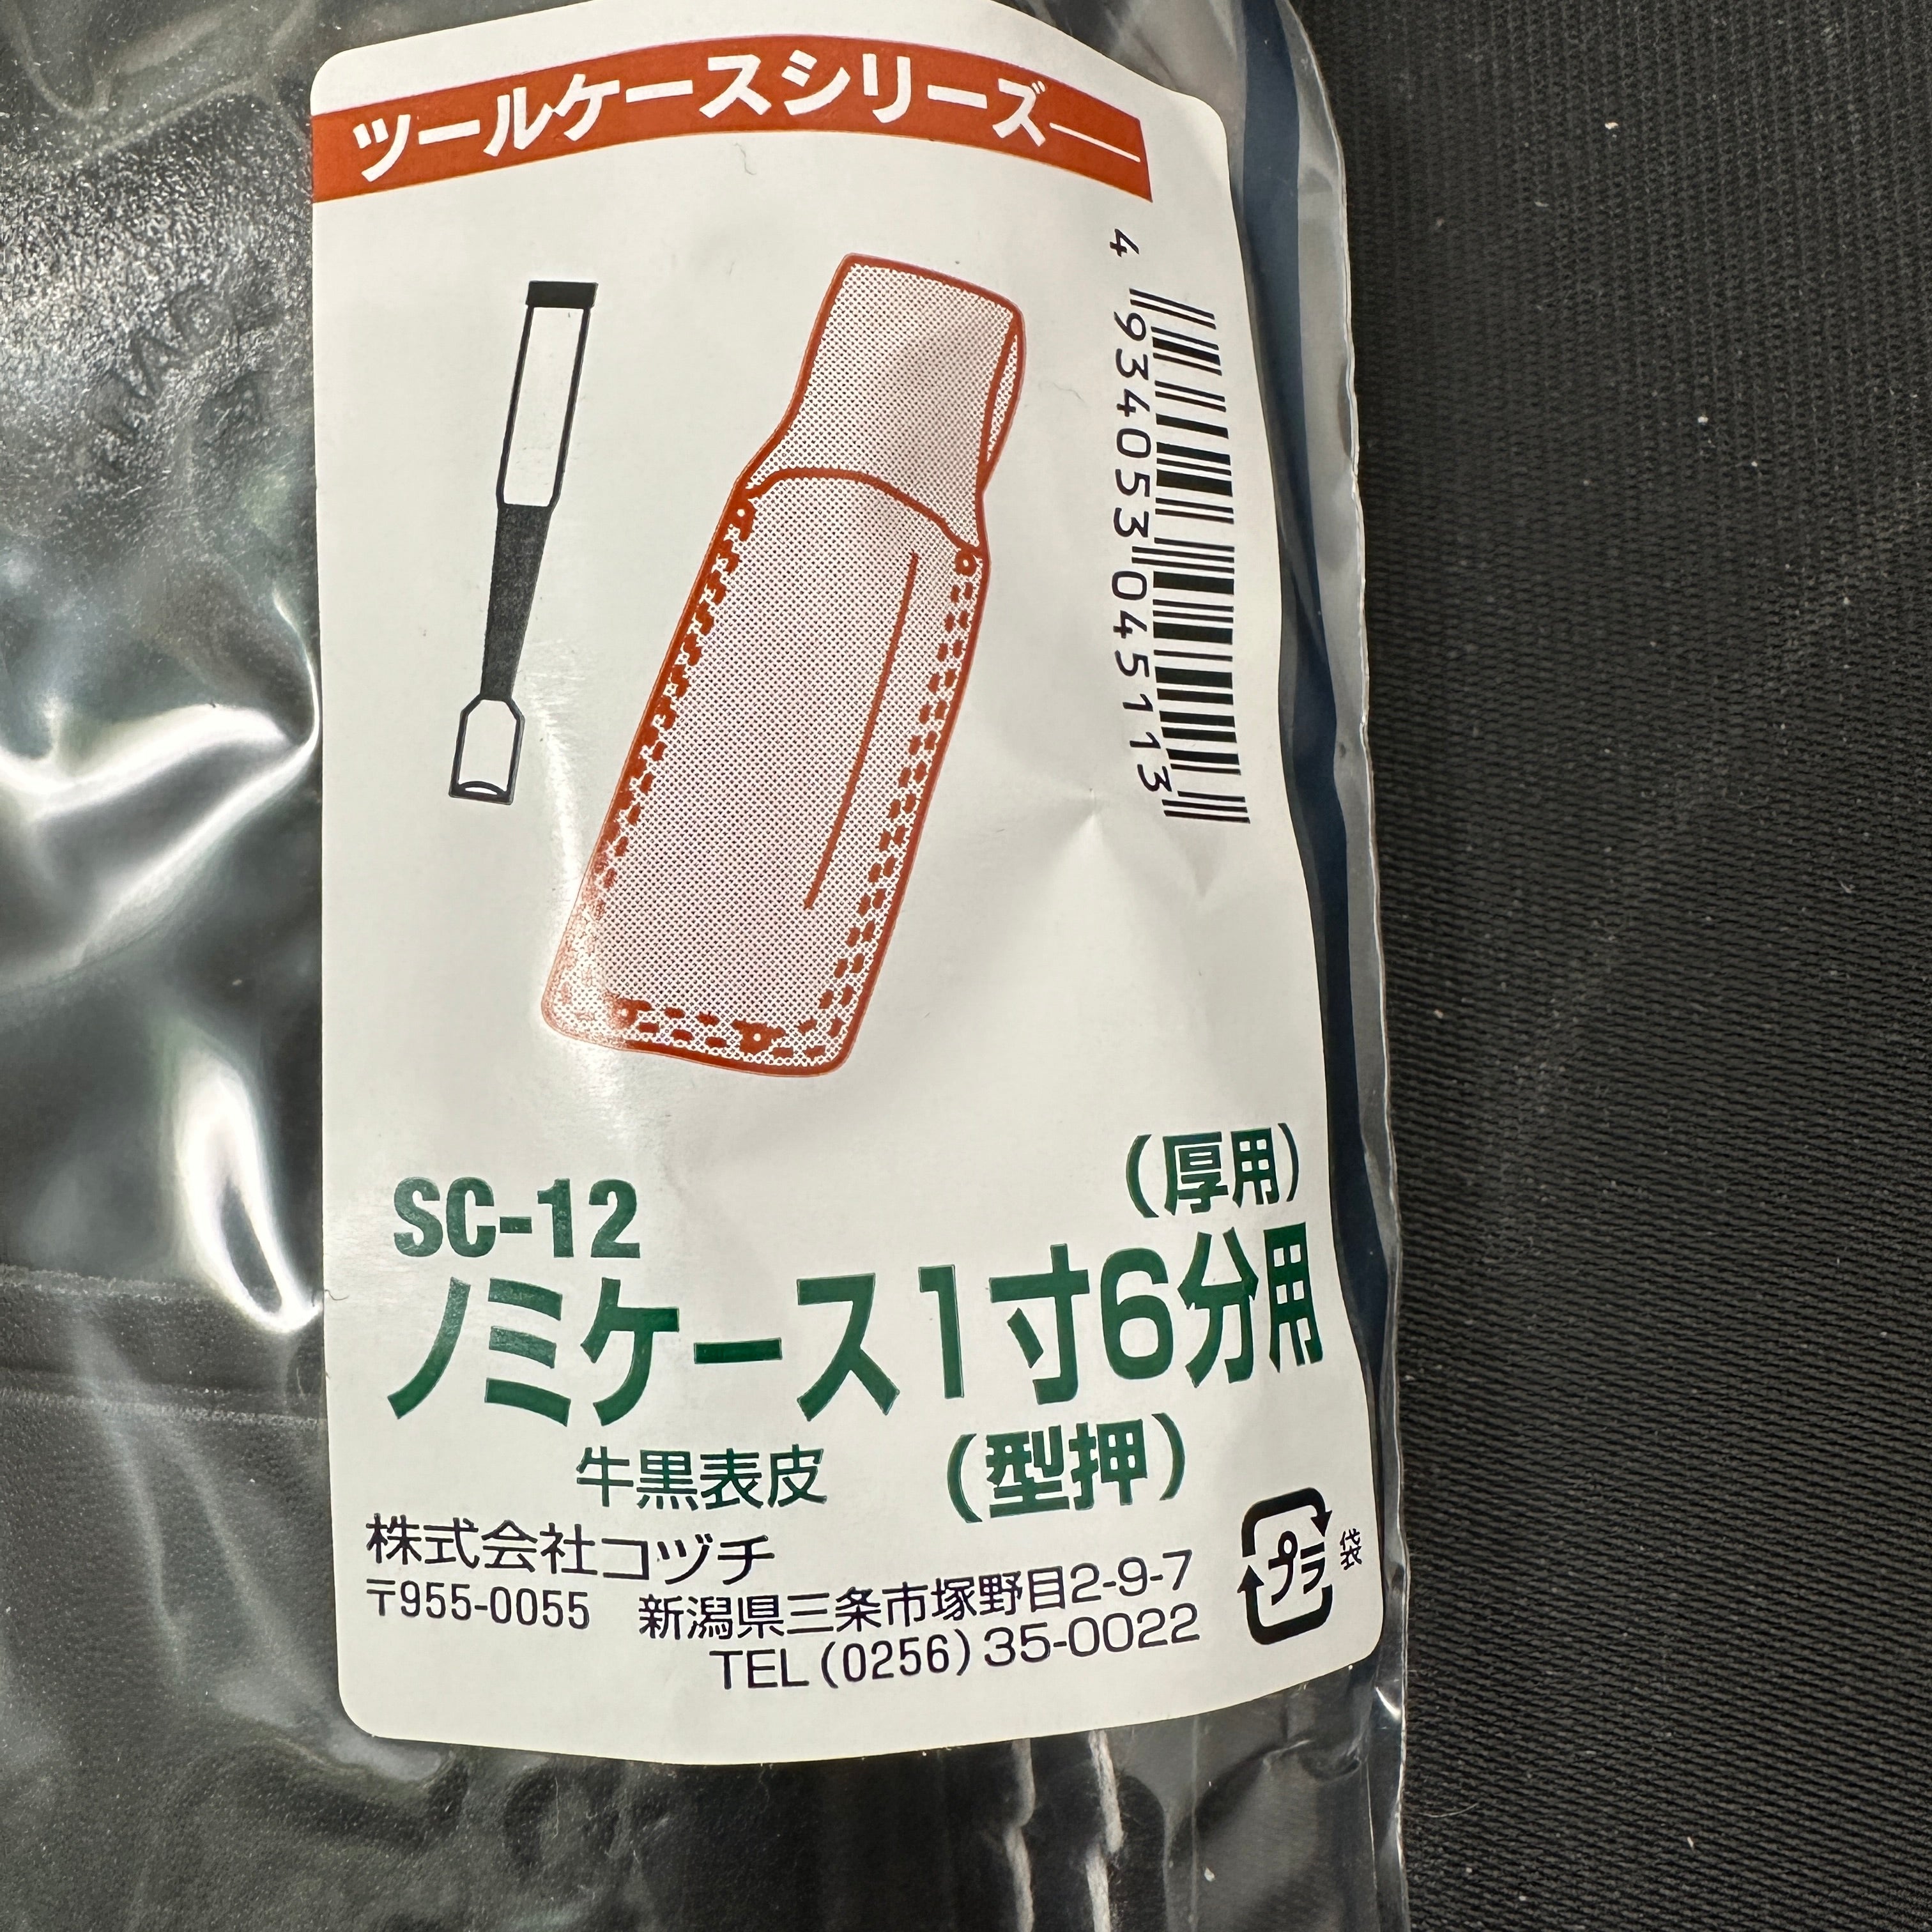 ツールケースシリーズ
4 934053 045113
SC-12
(厚用)
ノミケース1寸6分用
牛黒表皮 (型押)
株式会社コヅチ
〒955-0055 新潟県三条市塚野目2-9-7
TEL (0256) 35-0022
プラ 袋